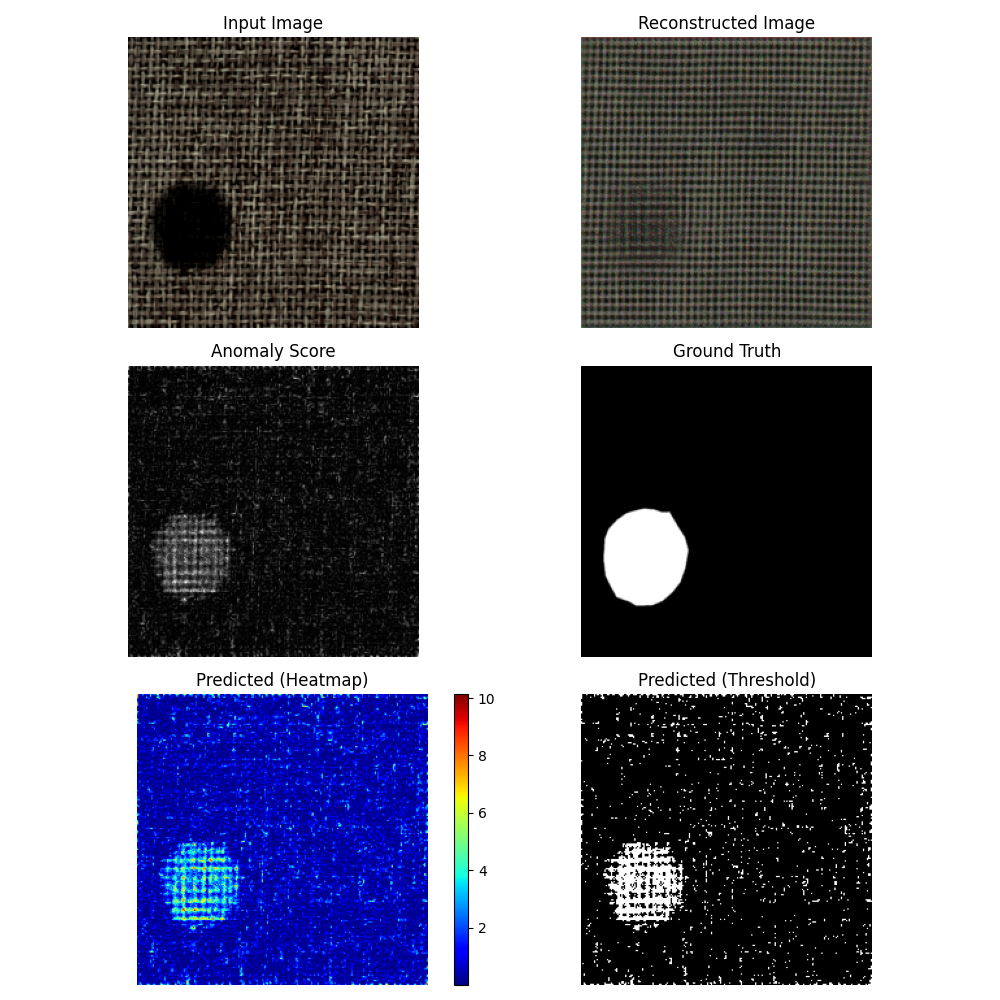 Input Image
Reconstructed Image
Anomaly Score
Ground Truth
Predicted (Heatmap)
Predicted (Threshold)
10
8
6
4
2